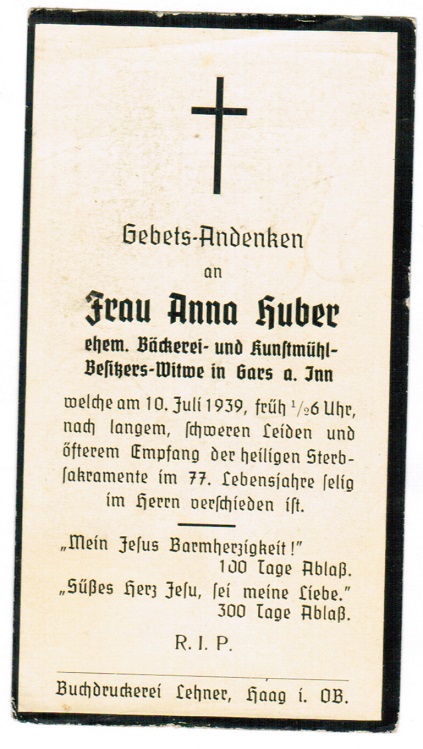 Gebets-Andenken
an
Frau Anna Huber
ehem. Bäckerei- und Kunstmühl-
Besitzers-Witwe in Gars a. Inn
welche am 10. Juli 1939, früh ½6 Uhr,
nach langem, schweren Leiden und
öfterem Empfang der heiligen Sterb-
sakramente im 77. Lebensjahre selig
im Herrn verschieden ist.
„Mein Jesus Barmherzigkeit!"
100 Tage Ablaß.
„Süßes Herz Jesu, sei meine Liebe."
300 Tage Ablaß.
R. I. P.
Buchdruckerei Lehner, Haag i. OB.